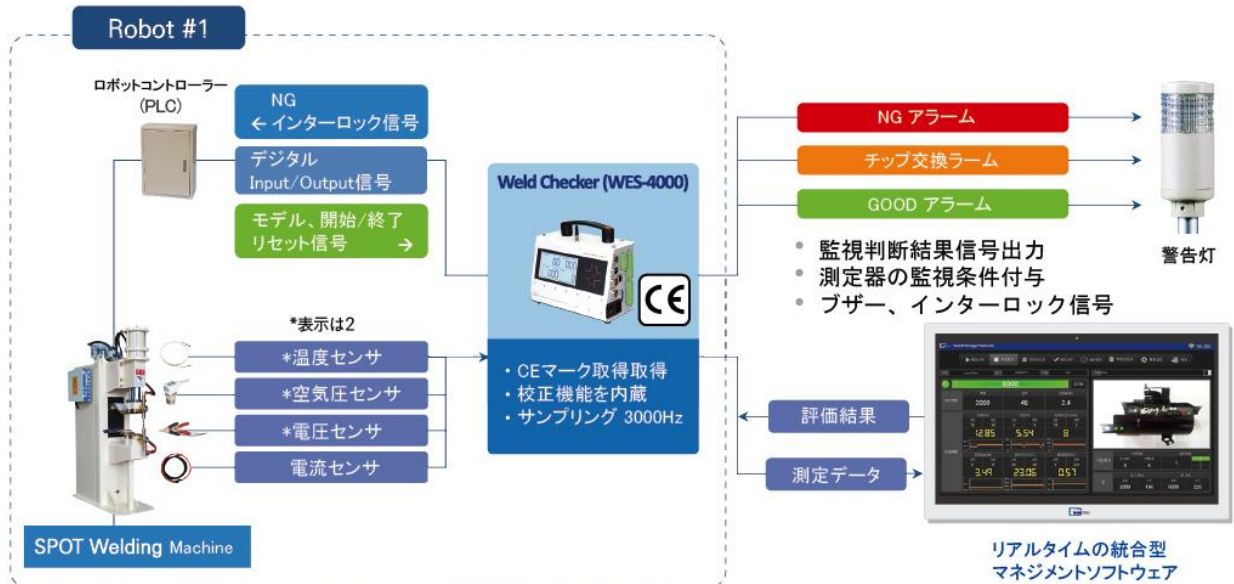 Robot #1
ロボットコントローラー
(PLC)
NG
← インターロック信号
デジタル
Input/Output信号
モデル、開始/終了
リセット信号 →
*表示は2
*温度センサ
*空気圧センサ
*電圧センサ
電流センサ
SPOT Welding Machine
Weld Checker (WES-4000)
CE
・CEマーク取得取得
・校正機能を内蔵
・サンプリング 3000Hz
NG アラーム
チップ交換ラーム
GOOD アラーム
警告灯
• 監視判断結果信号出力
• 測定器の監視条件付与
• ブザー、インターロック信号
評価結果
測定データ
GOOD
2000
40
2.4
12.85
5.54
8
3.49
23.06
0.57
リアルタイムの統合型
マネジメントソフトウェア